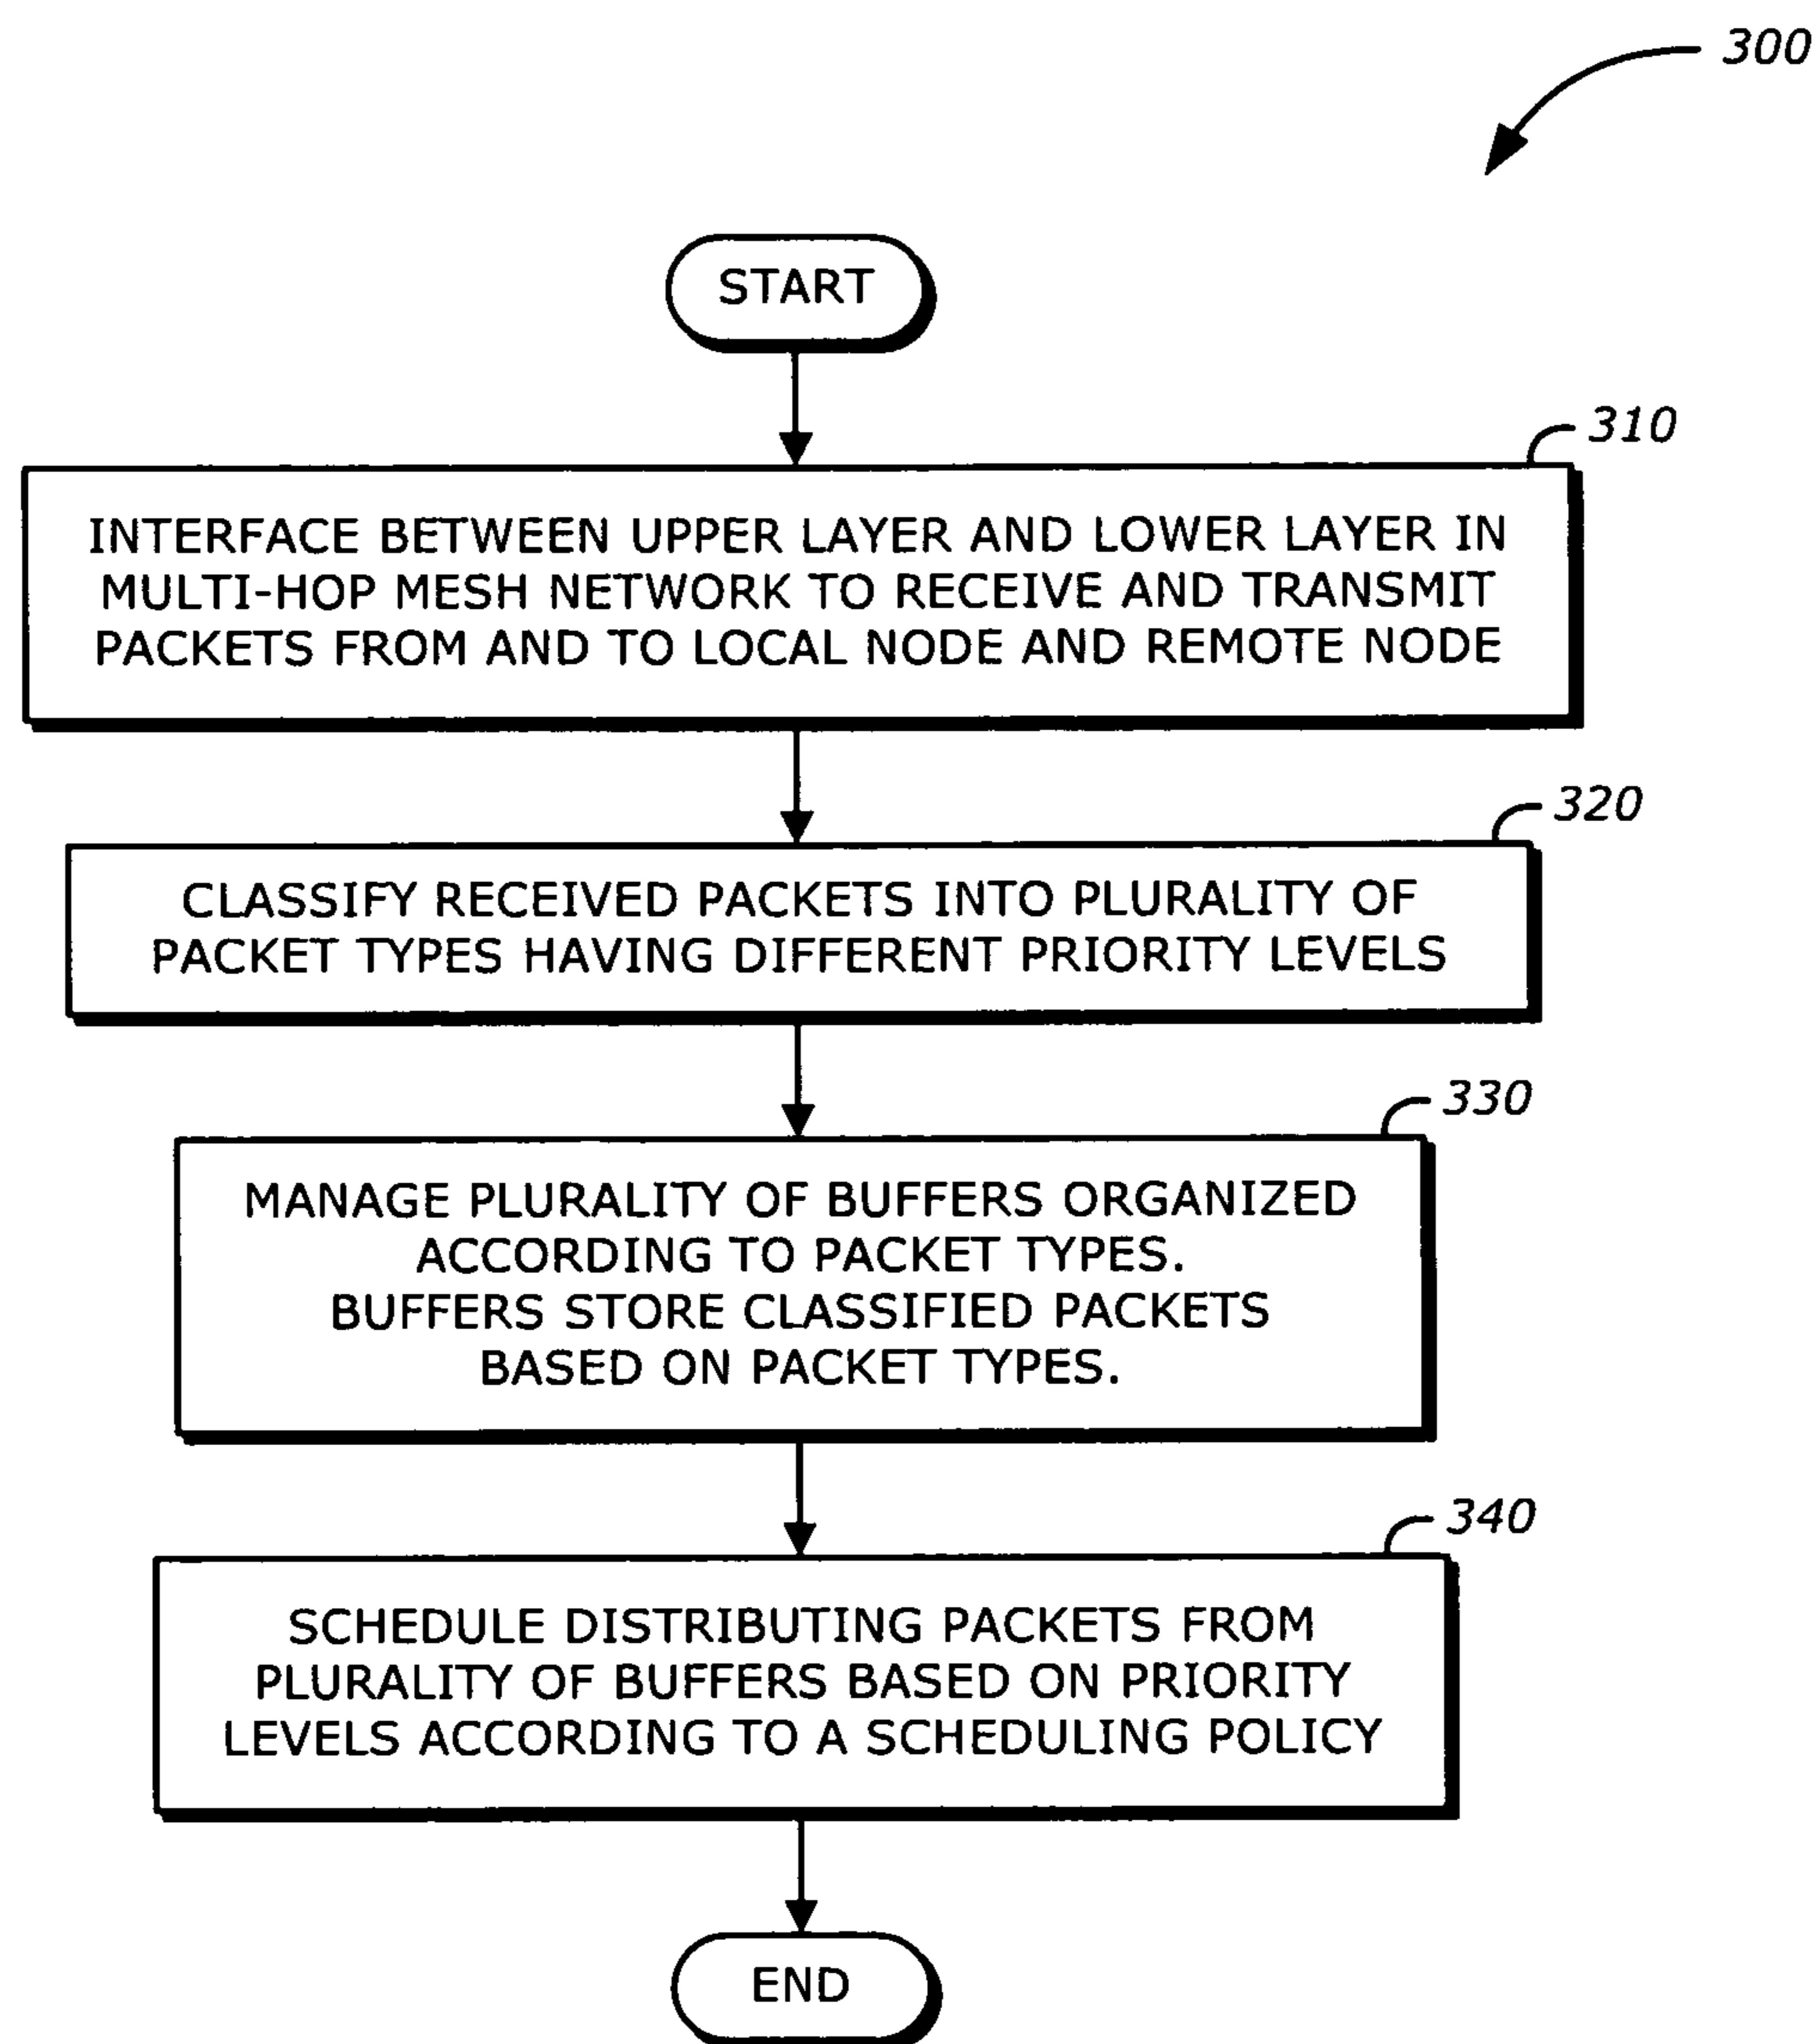 300
START
310
INTERFACE BETWEEN UPPER LAYER AND LOWER LAYER IN
MULTI-HOP MESH NETWORK TO RECEIVE AND TRANSMIT
PACKETS FROM AND TO LOCAL NODE AND REMOTE NODE
320
CLASSIFY RECEIVED PACKETS INTO PLURALITY OF
PACKET TYPES HAVING DIFFERENT PRIORITY LEVELS
330
MANAGE PLURALITY OF BUFFERS ORGANIZED
ACCORDING TO PACKET TYPES.
BUFFERS STORE CLASSIFIED PACKETS
BASED ON PACKET TYPES.
340
SCHEDULE DISTRIBUTING PACKETS FROM
PLURALITY OF BUFFERS BASED ON PRIORITY
LEVELS ACCORDING TO A SCHEDULING POLICY
END